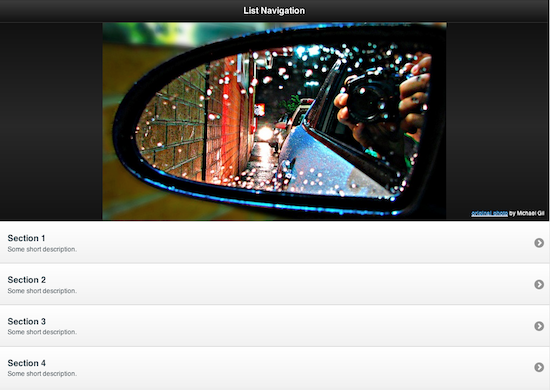 List Navigation
original photo by Michael Gil
Section 1
Some short description.
Section 2
Some short description.
Section 3
Some short description.
Section 4
Some short description.